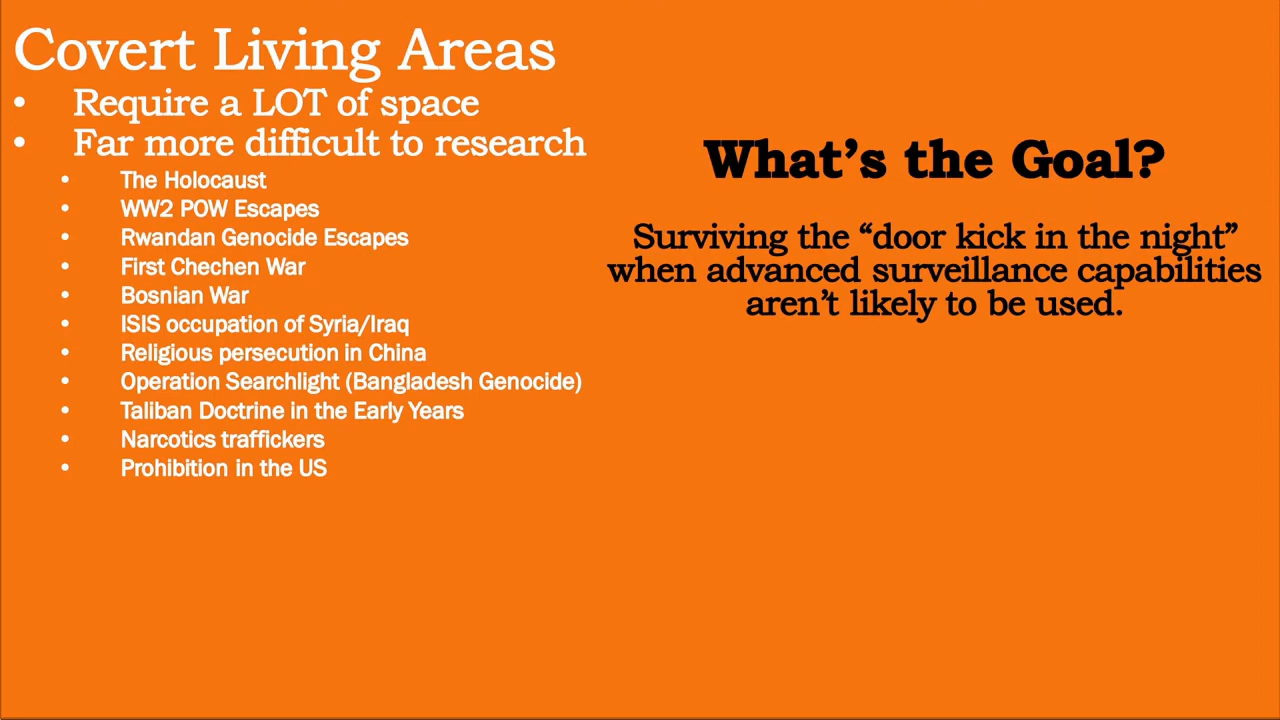 Covert Living Areas
• Require a LOT of space
• Far more difficult to research
• The Holocaust
• WW2 POW Escapes
• Rwandan Genocide Escapes
• First Chechen War
• Bosnian War
• ISIS occupation of Syria/Iraq
• Religious persecution in China
• Operation Searchlight (Bangladesh Genocide)
• Taliban Doctrine in the Early Years
• Narcotics traffickers
• Prohibition in the US
What’s the Goal?
Surviving the “door kick in the night”
when advanced surveillance capabilities
aren’t likely to be used.